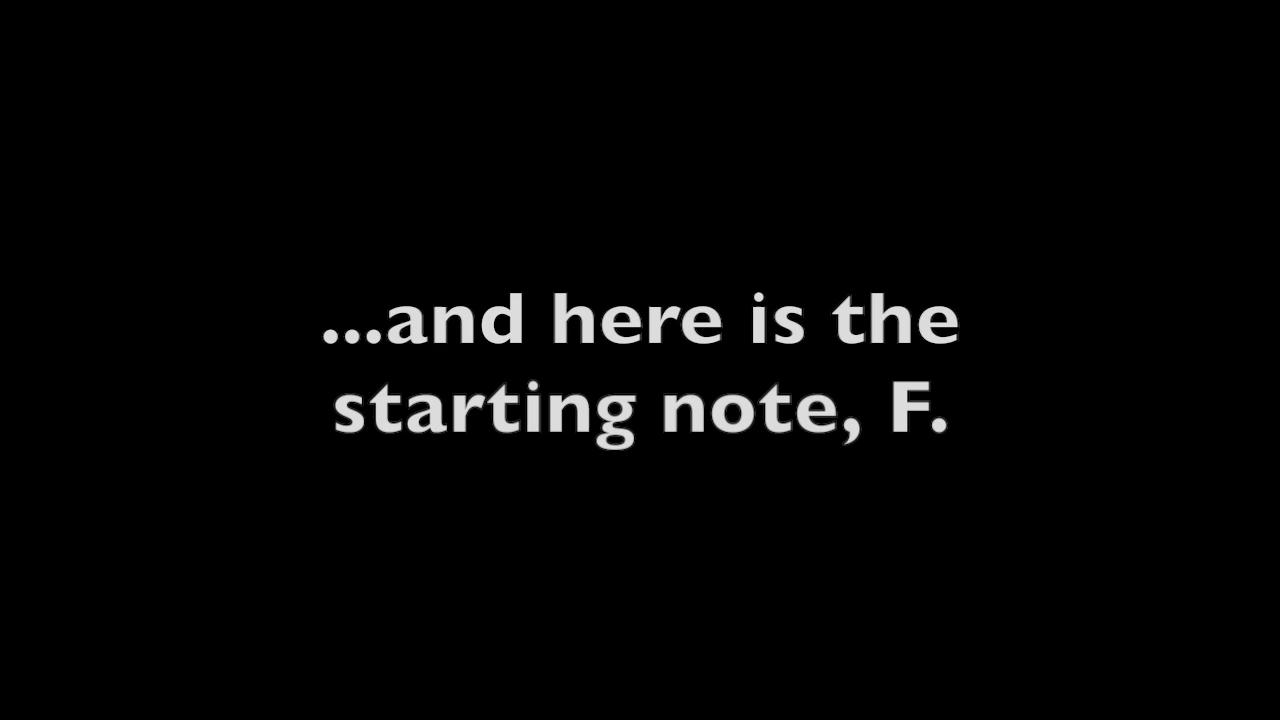 ...and here is the
starting note, F.